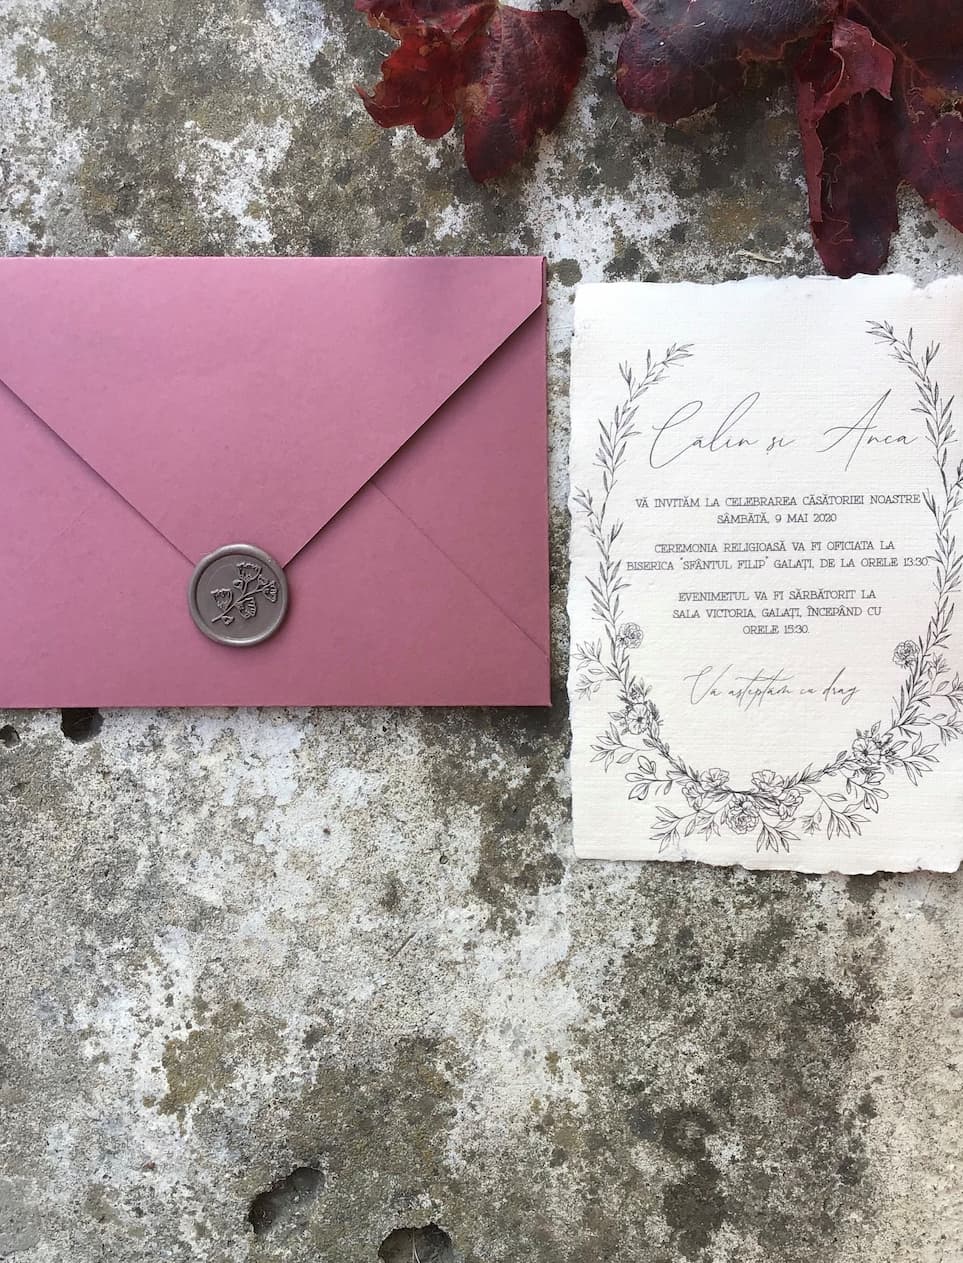 Călin și Anca
VĂ INVITĂM LA CELEBRAREA CĂSĂTORIEI NOASTRE
SÂMBĂTĂ, 9 MAI 2020
CEREMONIA RELIGIOASĂ VA FI OFICIATA LA
BISERICA "SFÂNTUL FILIP" GALAȚI, DE LA ORELE 13:30.
EVENIMETUL VA FI SĂRBĂTORIT LA
SALA VICTORIA, GALAȚI, ÎNCEPÂND CU
ORELE 15:30.
Vă așteptăm cu drag